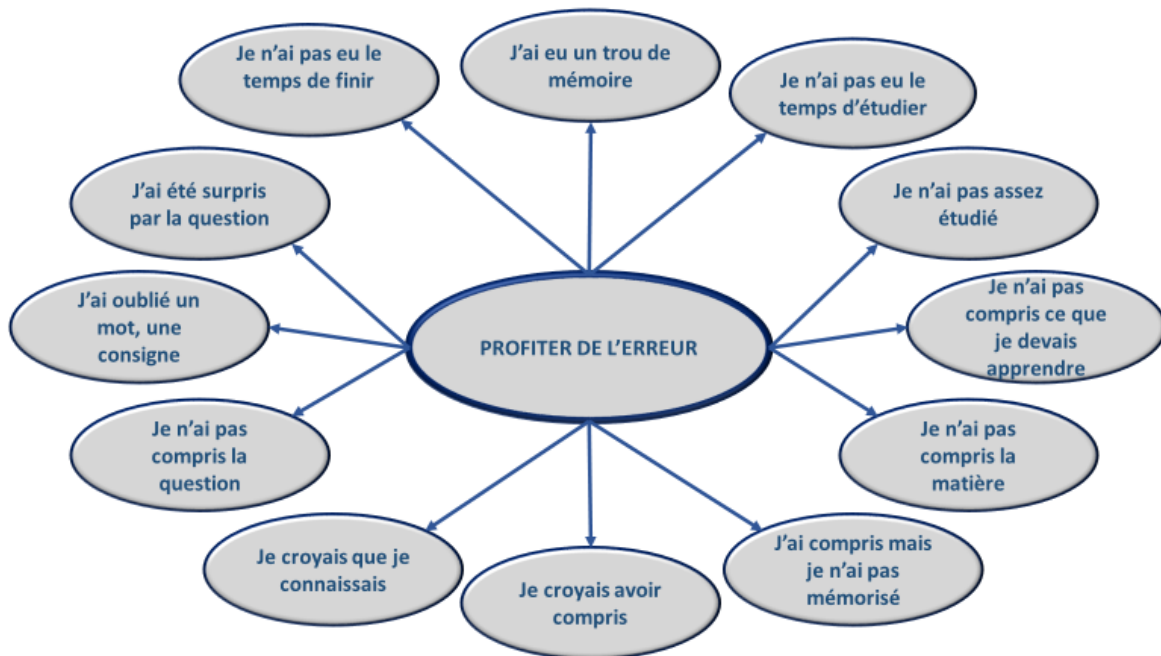 Je n'ai pas eu le
temps de finir
J'ai eu un trou de
mémoire
Je n'ai pas eu le
temps d'étudier
J'ai été surpris
par la question
Je n'ai pas assez
étudié
J'ai oublié un
mot, une
consigne
PROFITER DE L'ERREUR
Je n'ai pas
compris ce que
je devais
apprendre
Je n'ai pas
compris la
question
Je n'ai pas
compris la
matière
Je croyais que je
connaissais
Je croyais avoir
compris
J'ai compris mais
je n'ai pas
mémorisé